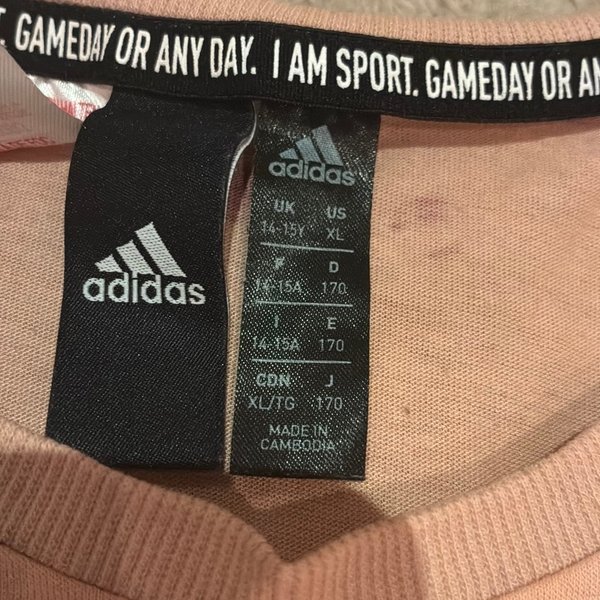 . GAMEDAY OR ANY DAY. I AM SPORT. GAMEDAY OR AN
adidas
adidas
UK US
14-15Y XL
F D
14-15A 170
I E
14-15A 170
CDN J
XL/TG 170
MADE IN
CAMBODIA